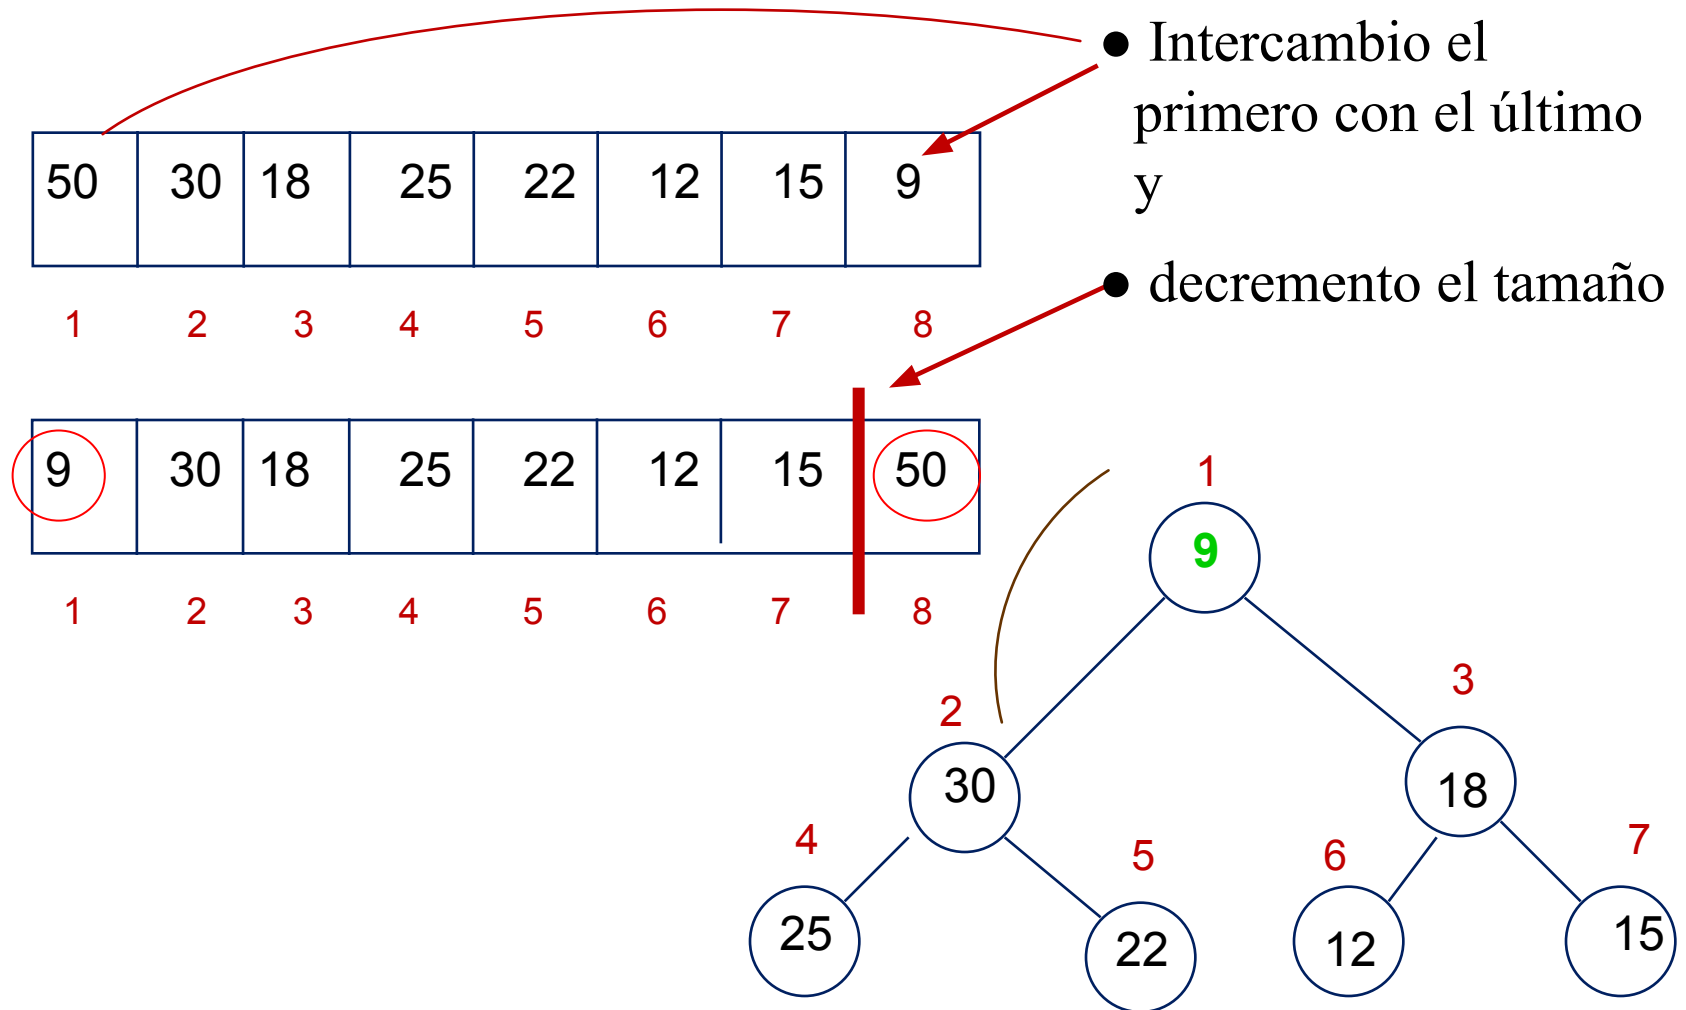 ● Intercambio el
primero con el último
y
50 30 18 25 22 12 15 9
● decremento el tamaño
1 2 3 4 5 6 7 8
9 30 18 25 22 12 15 50
1 2 3 4 5 6 7 8
1
9
3
2
30
18
4 5 6 7
25 22 12 15